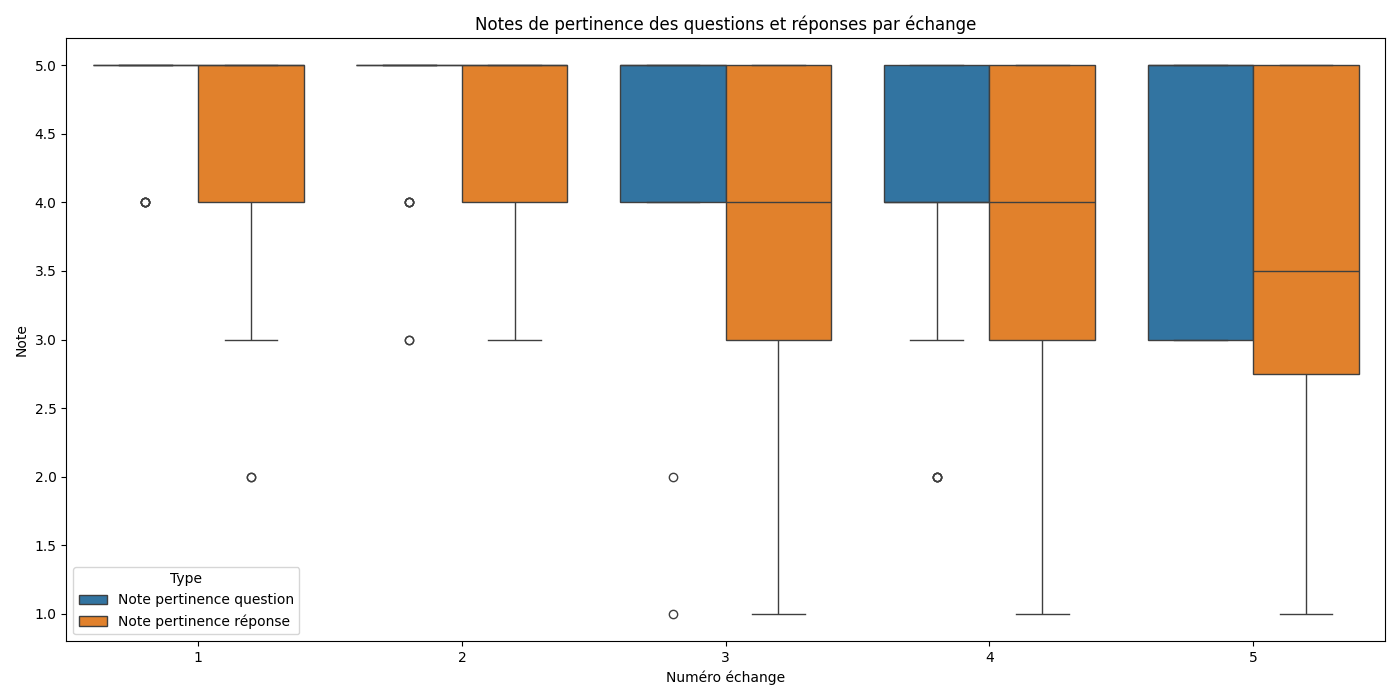 Notes de pertinence des questions et réponses par échange
Note
5.0
4.5
4.0
3.5
3.0
2.5
2.0
1.5
1.0
Type
Note pertinence question
Note pertinence réponse
1 2 3 4 5
Numéro échange